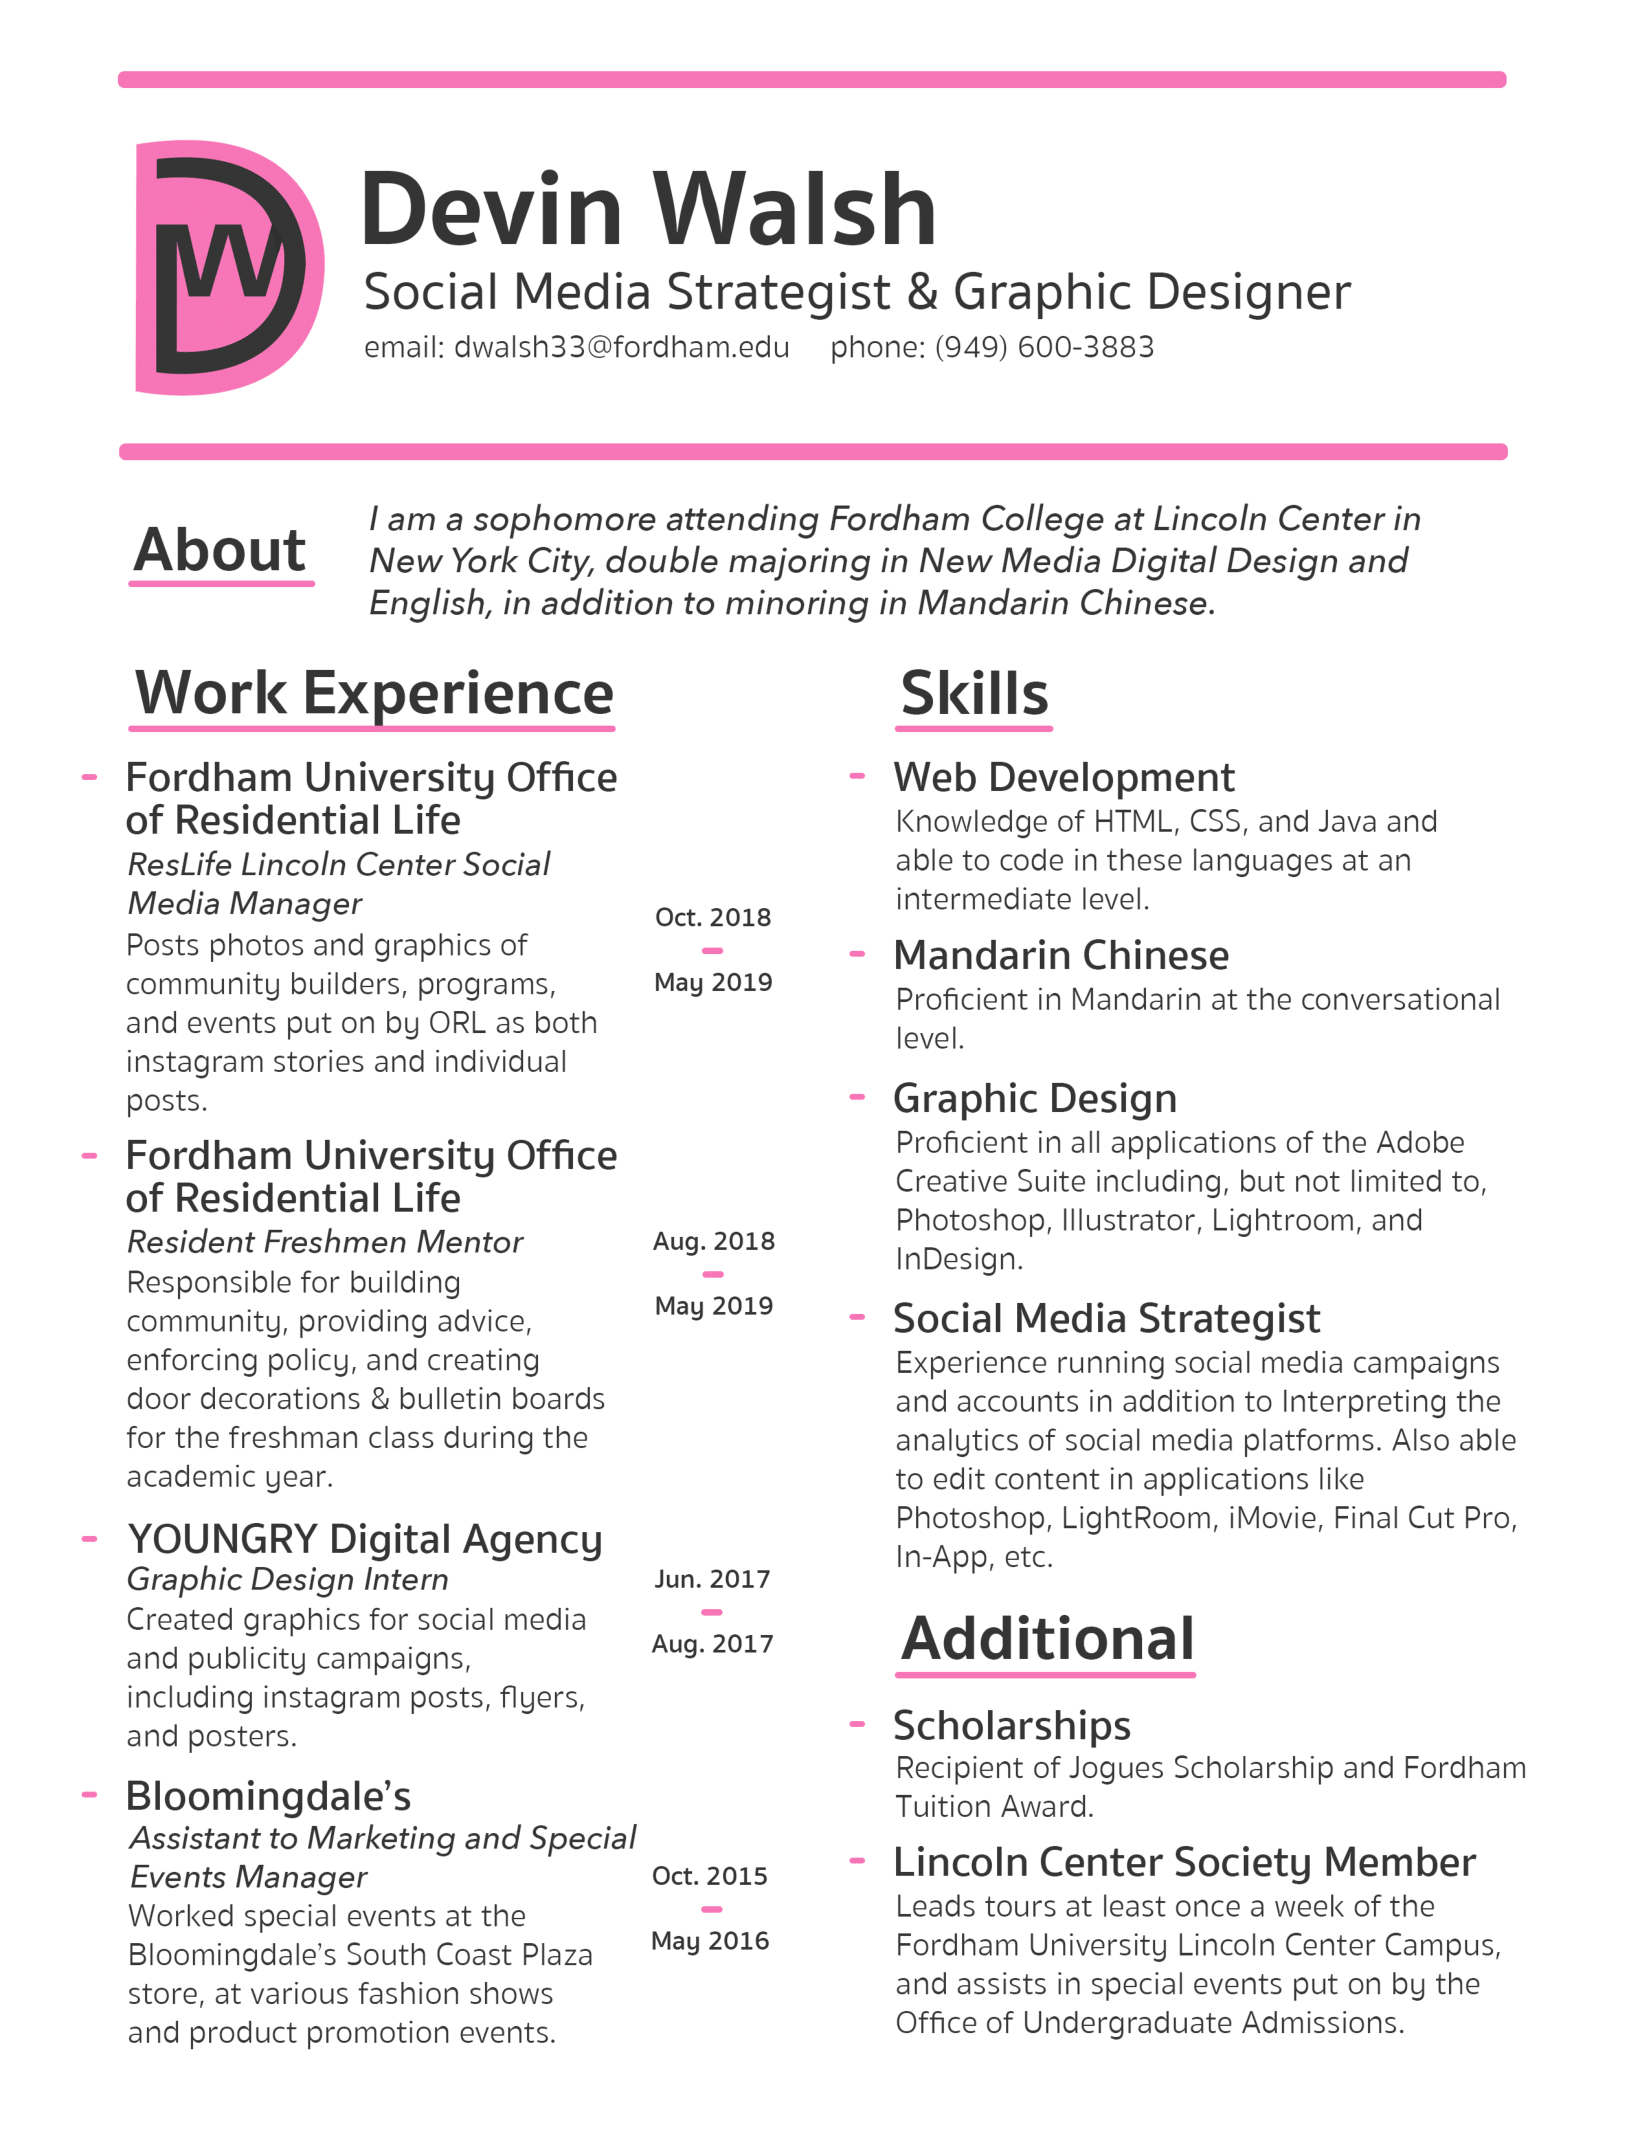 DW
Devin Walsh
Social Media Strategist & Graphic Designer
email: dwalsh33@fordham.edu phone: (949) 600-3883
About
I am a sophomore attending Fordham College at Lincoln Center in
New York City, double majoring in New Media Digital Design and
English, in addition to minoring in Mandarin Chinese.
Work Experience
- Fordham University Office
of Residential Life
ResLife Lincoln Center Social
Media Manager
Posts photos and graphics of
community builders, programs,
and events put on by ORL as both
instagram stories and individual
posts.
Oct. 2018
-
May 2019
- Fordham University Office
of Residential Life
Resident Freshmen Mentor
Responsible for building
community, providing advice,
enforcing policy, and creating
door decorations & bulletin boards
for the freshman class during the
academic year.
Aug. 2018
-
May 2019
- YOUNGRY Digital Agency
Graphic Design Intern
Created graphics for social media
and publicity campaigns,
including instagram posts, flyers,
and posters.
Jun. 2017
-
Aug. 2017
- Bloomingdale's
Assistant to Marketing and Special
Events Manager
Worked special events at the
Bloomingdale's South Coast Plaza
store, at various fashion shows
and product promotion events.
Oct. 2015
-
May 2016
Skills
- Web Development
Knowledge of HTML, CSS, and Java and
able to code in these languages at an
intermediate level.
- Mandarin Chinese
Proficient in Mandarin at the conversational
level.
- Graphic Design
Proficient in all applications of the Adobe
Creative Suite including, but not limited to,
Photoshop, Illustrator, Lightroom, and
InDesign.
- Social Media Strategist
Experience running social media campaigns
and accounts in addition to Interpreting the
analytics of social media platforms. Also able
to edit content in applications like
Photoshop, LightRoom, iMovie, Final Cut Pro,
In-App, etc.
Additional
- Scholarships
Recipient of Jogues Scholarship and Fordham
Tuition Award.
- Lincoln Center Society Member
Leads tours at least once a week of the
Fordham University Lincoln Center Campus,
and assists in special events put on by the
Office of Undergraduate Admissions.